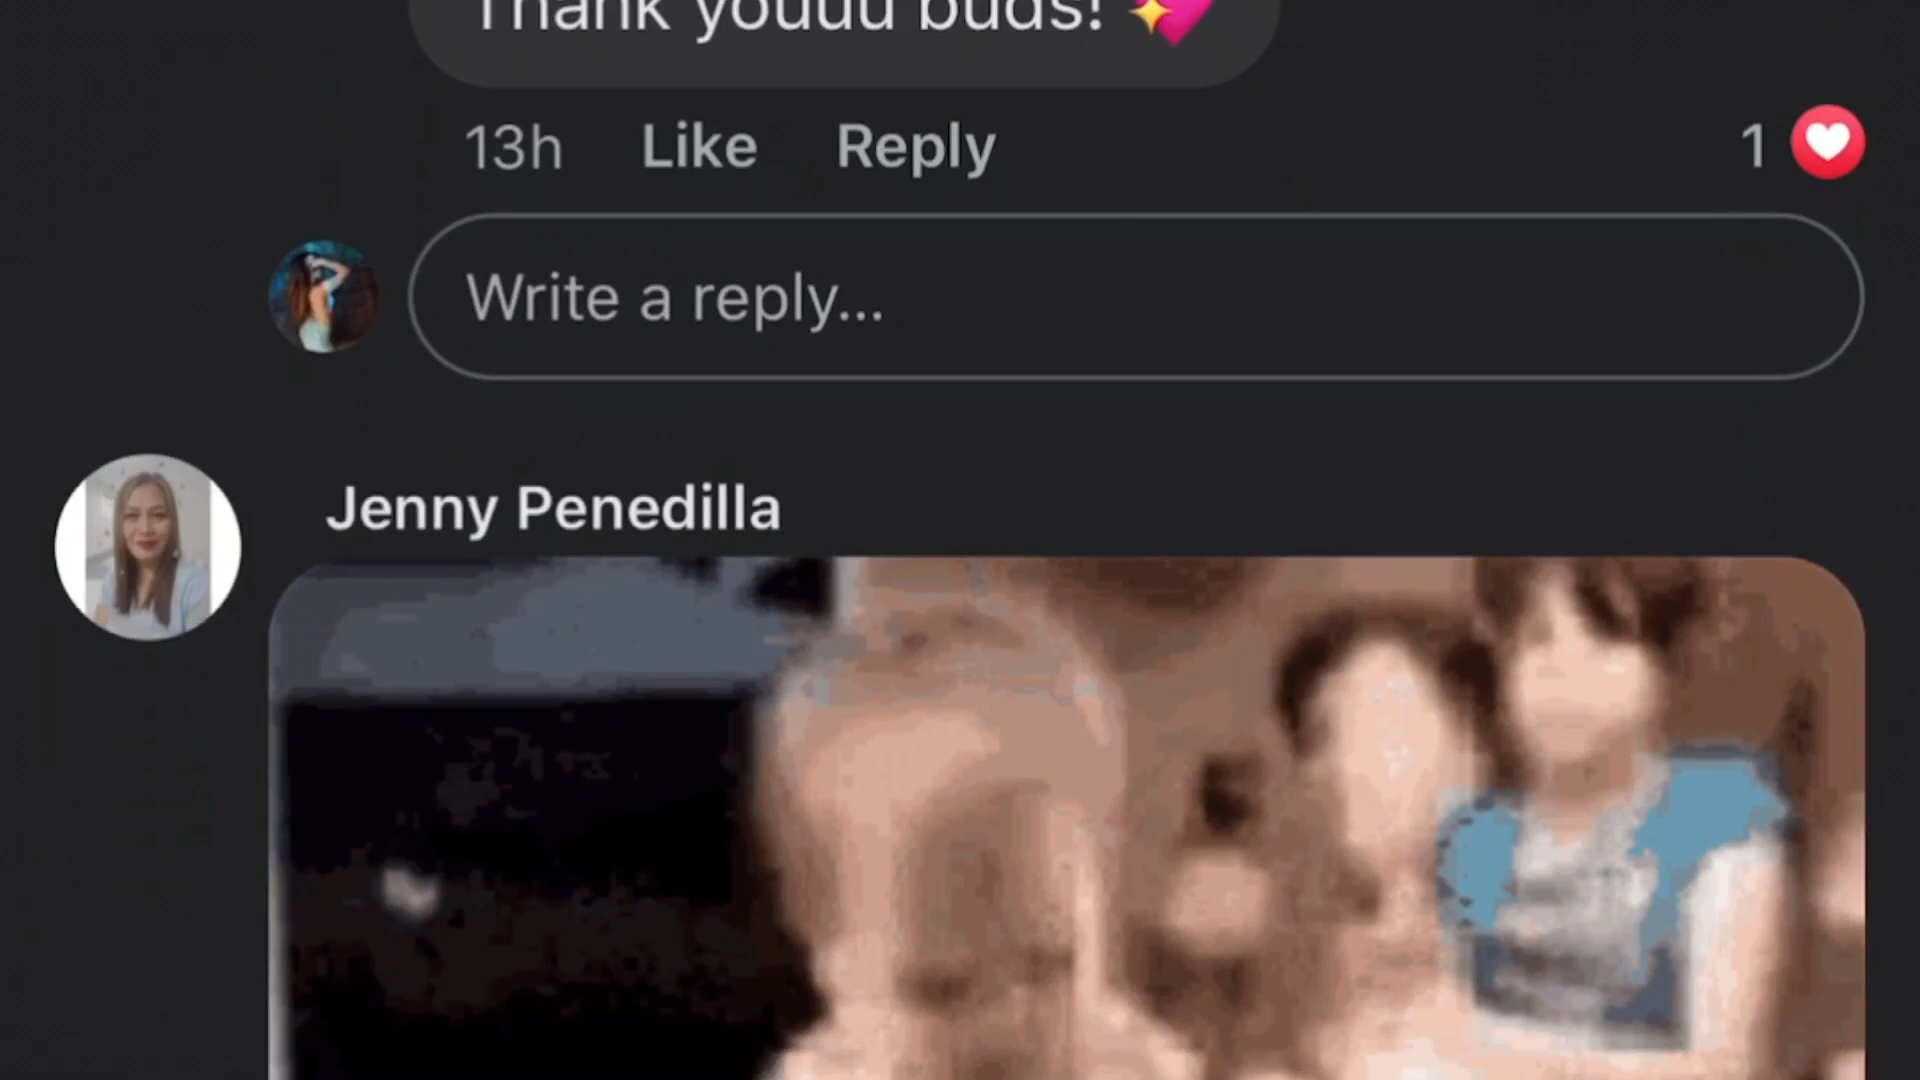 Thank youuu buds! 💖
13h Like Reply 1
Write a reply...
Jenny Penedilla